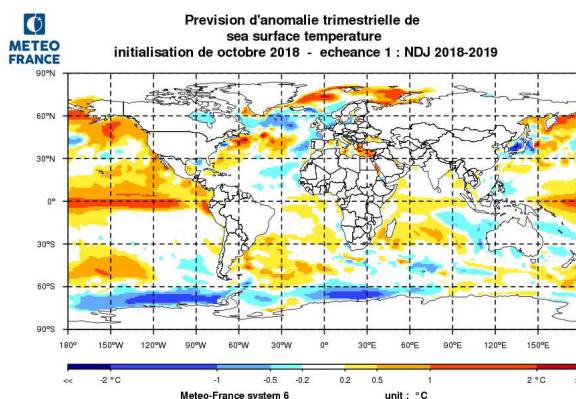 METEO
FRANCE
Prevision d'anomalie trimestrielle de
sea surface temperature
initialisation de octobre 2018 - echeance 1 : NDJ 2018-2019
90°N
60°N
30°N
0°
30°S
60°S
90°S
180° 150°W 120°W 90°W 60°W 30°W 0° 30°E 60°E 90°E 120°E 150°E
<< -2 °C -1 -0.5 -0.2 0.2 0.5 1 2 °C
Meteo-France system 6 unit : °C